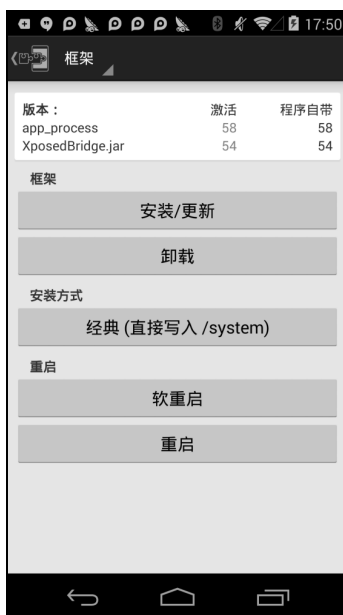 17:50
框架
版本： 激活 程序自带
app_process 58 58
XposedBridge.jar 54 54
框架
安装/更新
卸载
安装方式
经典 (直接写入 /system)
重启
软重启
重启